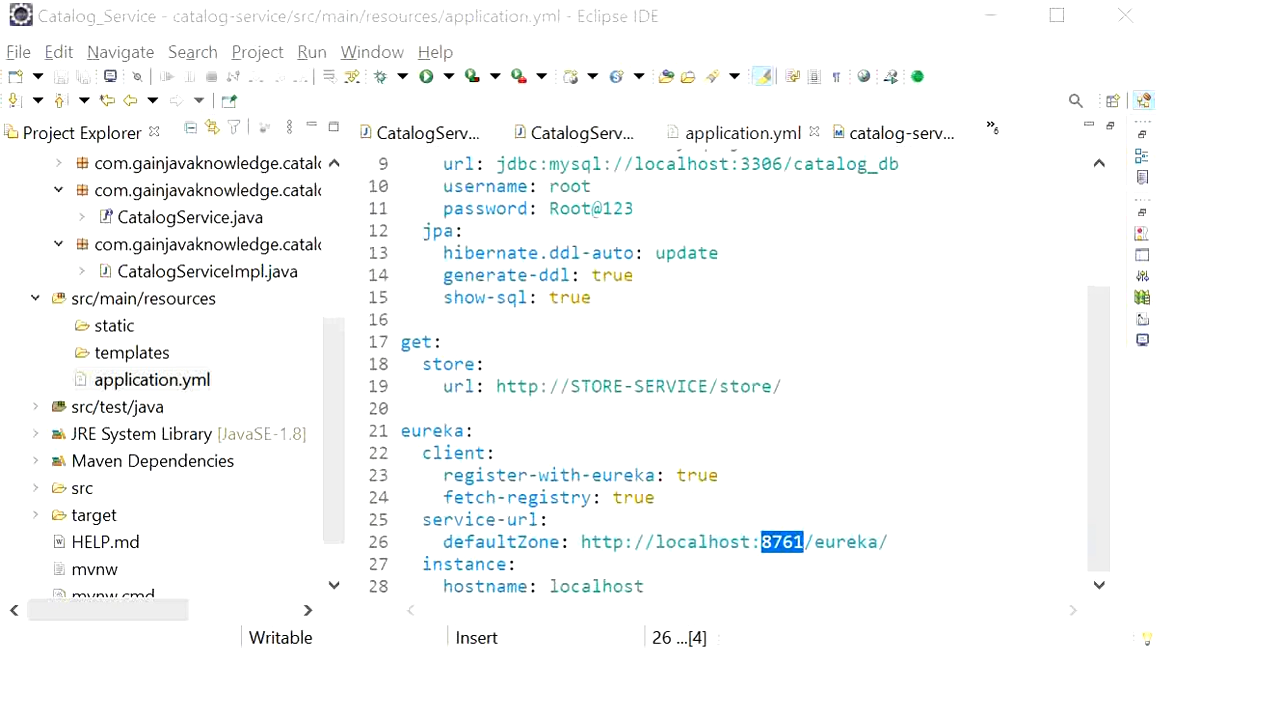 Catalog_Service - catalog-service/src/main/resources/application.yml - Eclipse IDE
File Edit Navigate Search Project Run Window Help
Project Explorer
CatalogServ...
CatalogServ...
application.yml
catalog-serv...
»6
com.gainjavaknowledge.catalo
com.gainjavaknowledge.catalo
CatalogService.java
com.gainjavaknowledge.catalo
CatalogServiceImpl.java
src/main/resources
static
templates
application.yml
src/test/java
JRE System Library [JavaSE-1.8]
Maven Dependencies
src
target
HELP.md
mvnw
mvnw.cmd
9 url: jdbc:mysql://localhost:3306/catalog_db
10 username: root
11 password: Root@123
12 jpa:
13 hibernate.ddl-auto: update
14 generate-ddl: true
15 show-sql: true
16
17 get:
18 store:
19 url: http://STORE-SERVICE/store/
20
21 eureka:
22 client:
23 register-with-eureka: true
24 fetch-registry: true
25 service-url:
26 defaultZone: http://localhost:8761/eureka/
27 instance:
28 hostname: localhost
Writable
Insert
26 ...[4]